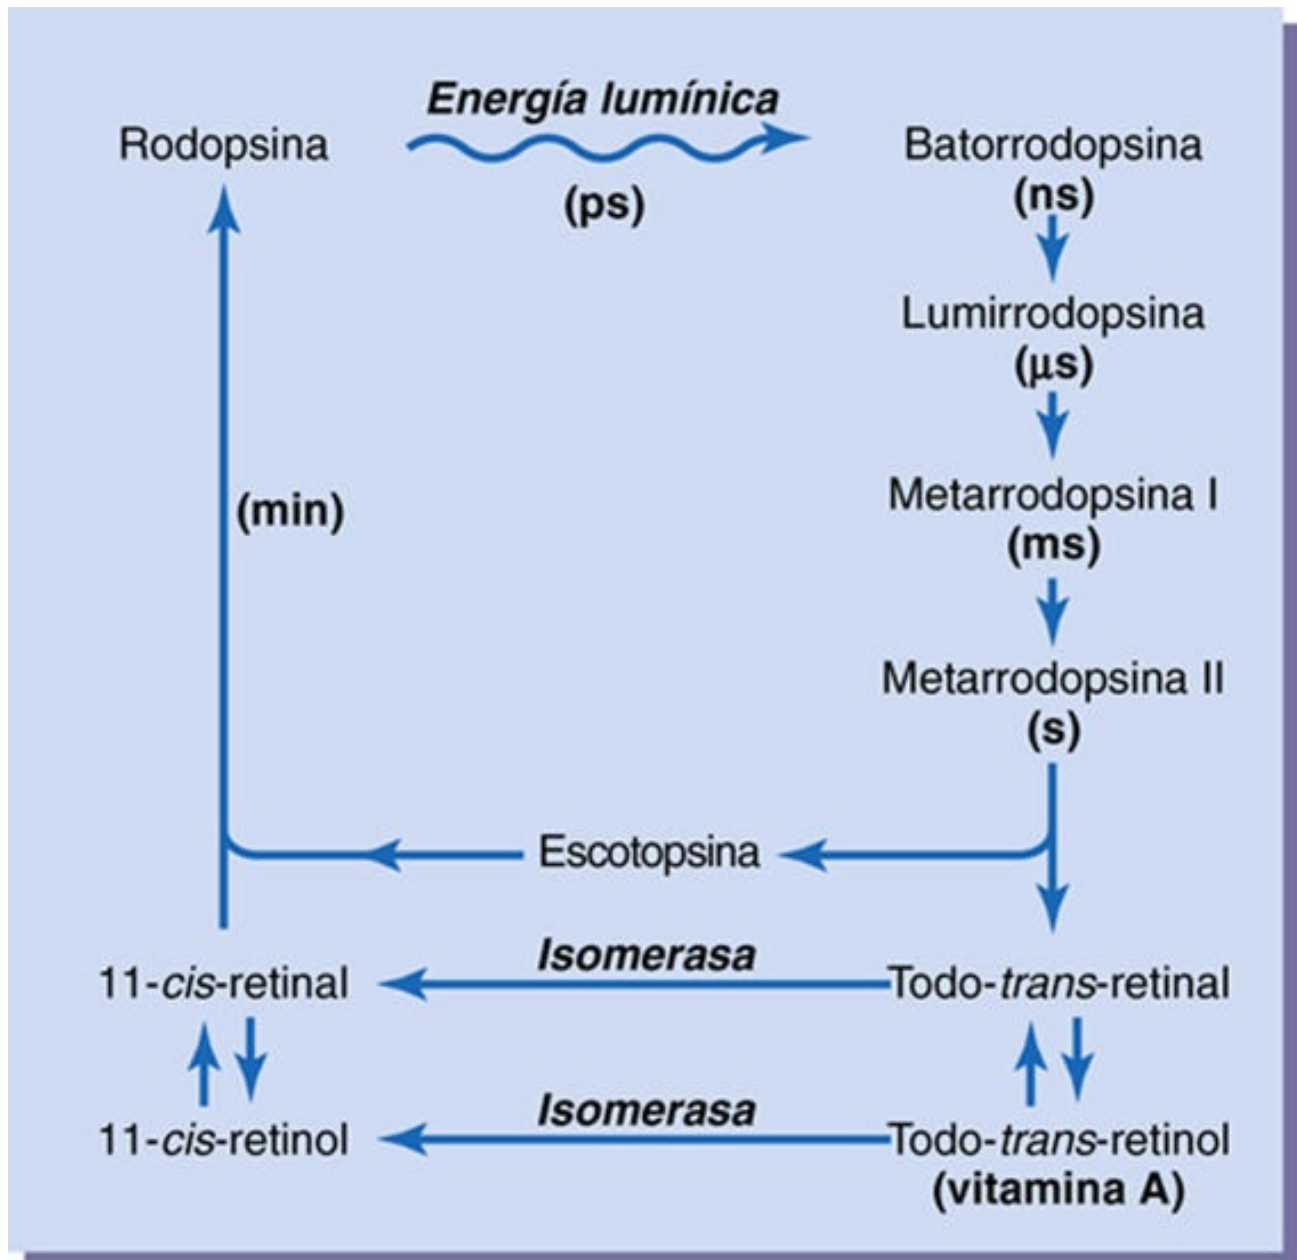 Energía lumínica
Rodopsina
Batorrodopsina
(ps)
(ns)
Lumirrodopsina
(μs)
(min)
Metarrodopsina I
(ms)
Metarrodopsina II
(s)
Escotopsina
Isomerasa
11-cis-retinal
Todo-trans-retinal
Isomerasa
11-cis-retinol
Todo-trans-retinol
(vitamina A)